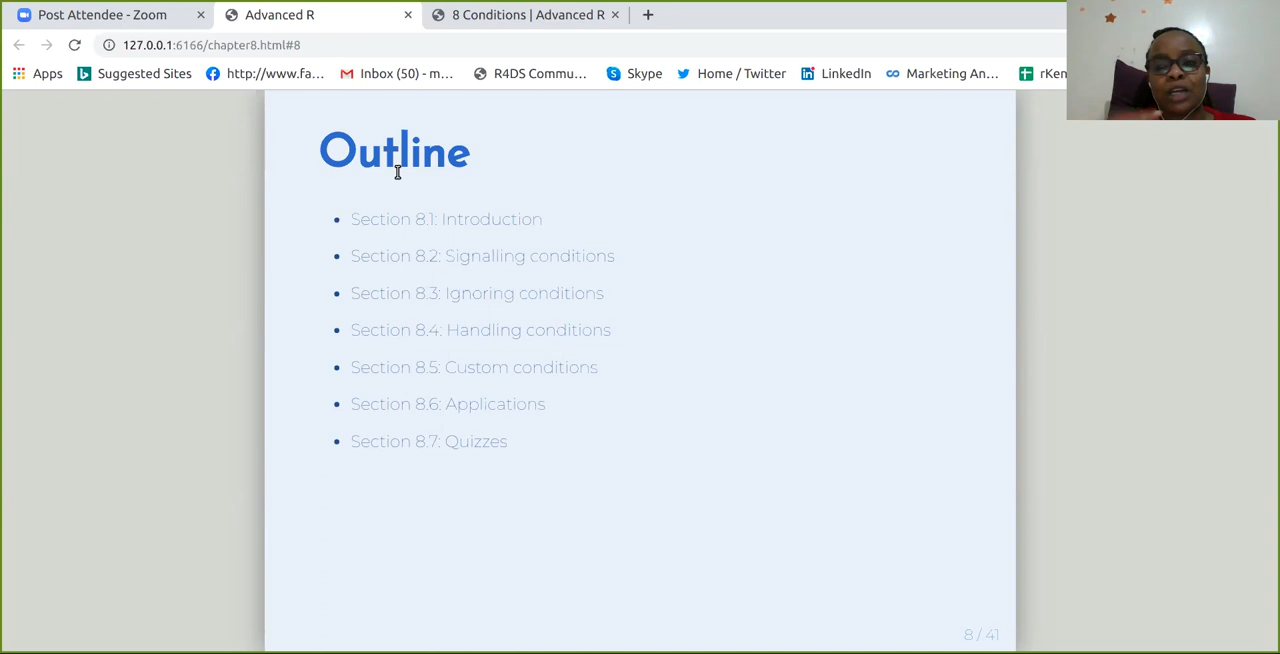 Post Attendee - Zoom
Advanced R
8 Conditions | Advanced R
127.0.0.1:6166/chapter8.html#8
Apps
Suggested Sites
http://www.fa...
Inbox (50) - m...
R4DS Commu...
Skype
Home / Twitter
LinkedIn
Marketing An...
rKen
Outline
Section 8.1: Introduction
Section 8.2: Signalling conditions
Section 8.3: Ignoring conditions
Section 8.4: Handling conditions
Section 8.5: Custom conditions
Section 8.6: Applications
Section 8.7: Quizzes
8 / 41